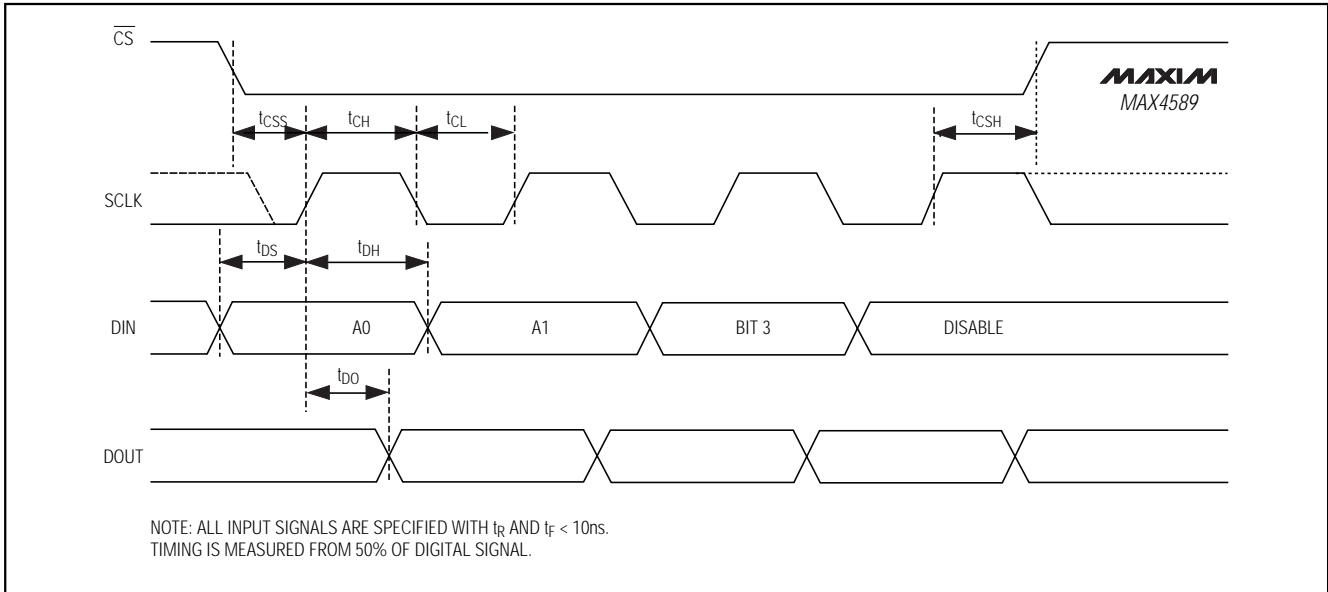 CS
MAXIM
MAX4589
tCSS tCH tCL tCSH
SCLK
tDS tDH
DIN A0 A1 BIT 3 DISABLE
tDO
DOUT
NOTE: ALL INPUT SIGNALS ARE SPECIFIED WITH tR AND tF < 10ns.
TIMING IS MEASURED FROM 50% OF DIGITAL SIGNAL.